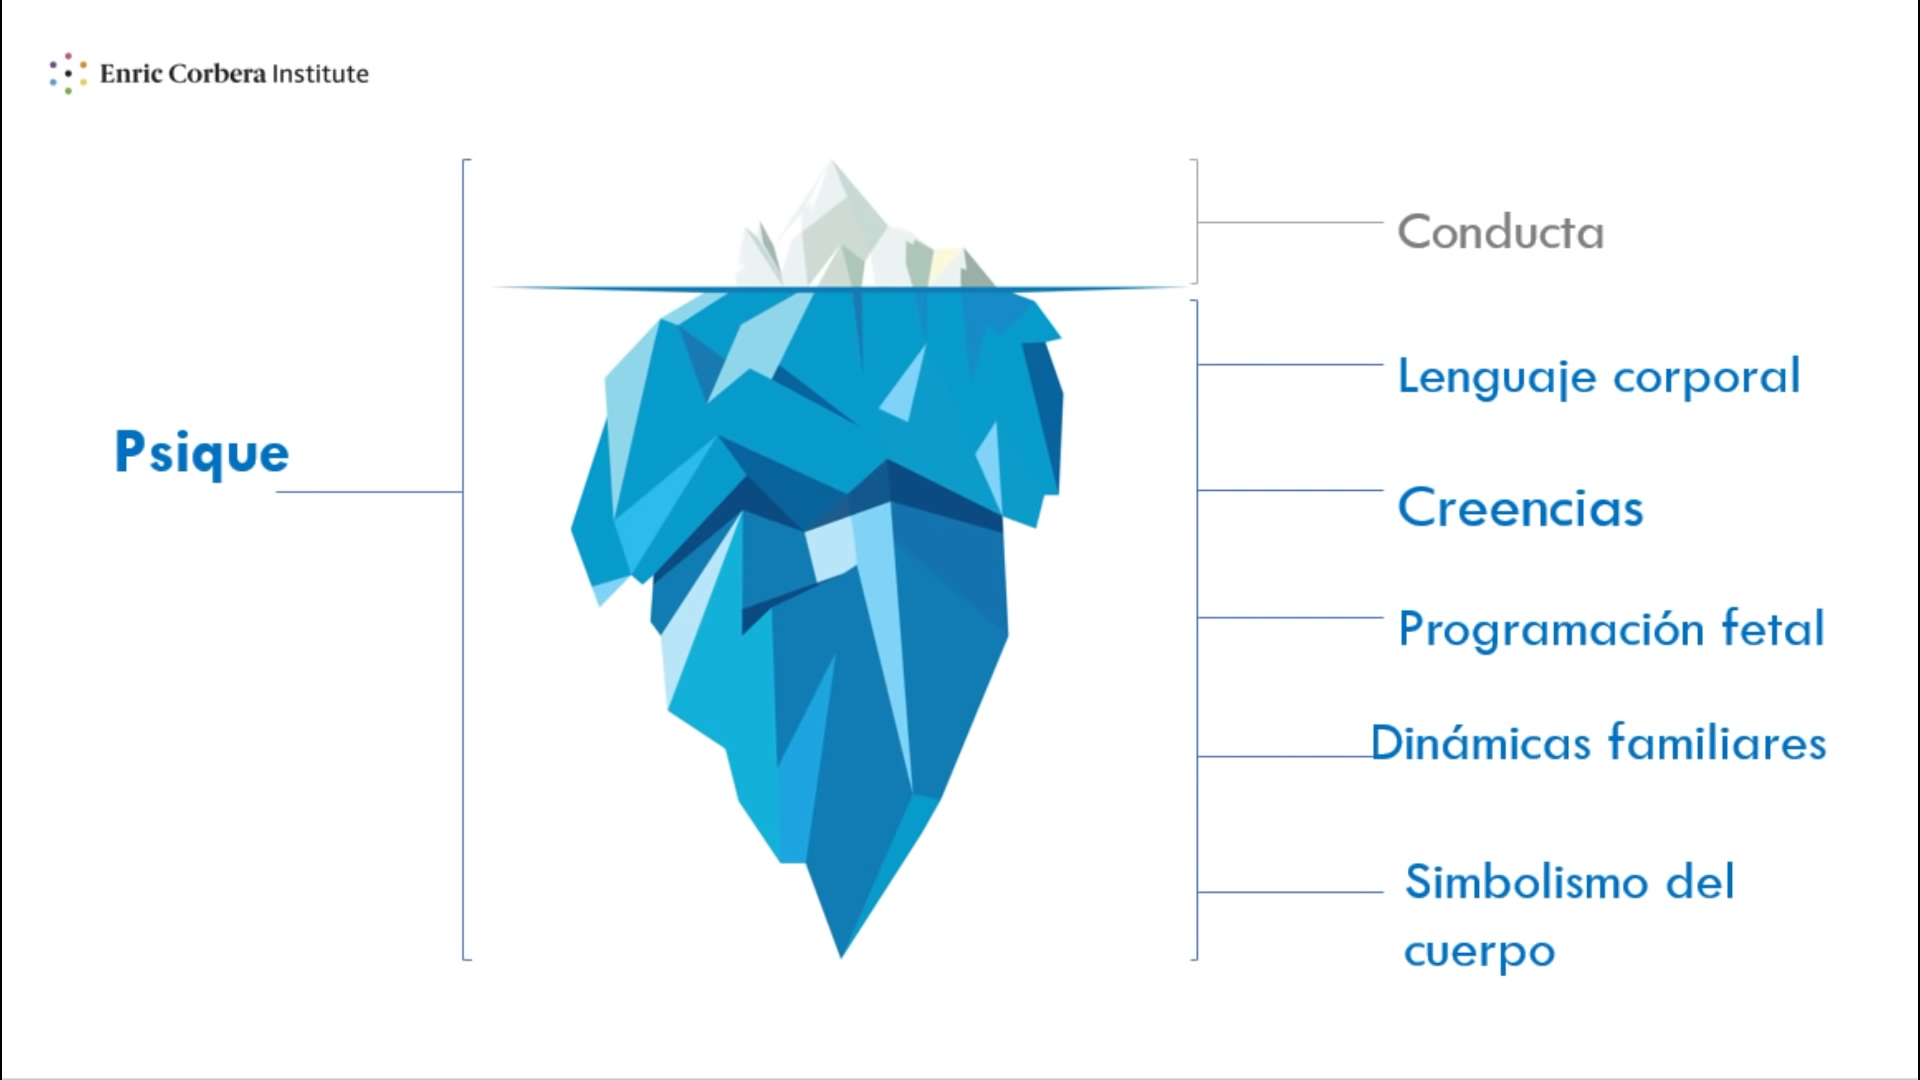 Enric Corbera Institute
Psique
Conducta
Lenguaje corporal
Creencias
Programación fetal
Dinámicas familiares
Simbolismo del
cuerpo